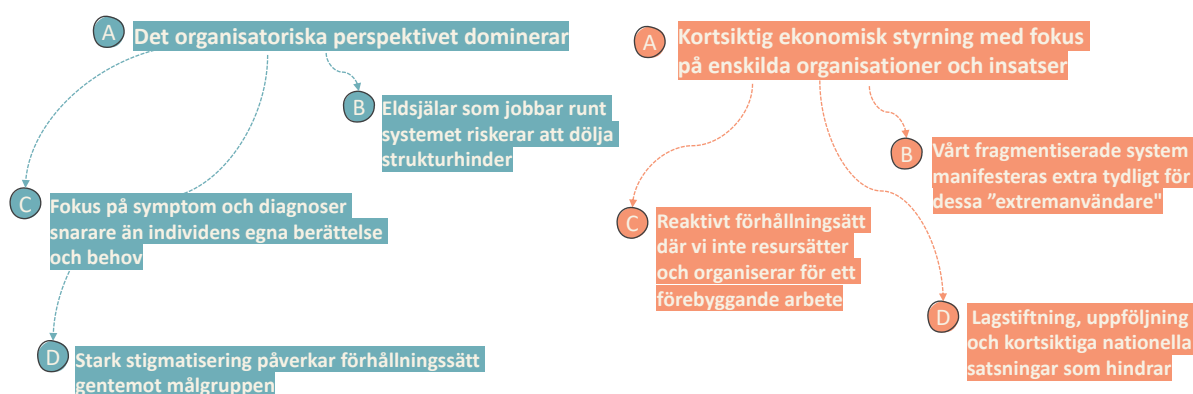 A
Det organisatoriska perspektivet dominerar
B
Eldsjälar som jobbar runt
systemet riskerar att dölja
strukturhinder
C
Fokus på symptom och diagnoser
snarare än individens egna berättelse
och behov
D
Stark stigmatisering påverkar förhållningssätt
gentemot målgruppen
A
Kortsiktig ekonomisk styrning med fokus
på enskilda organisationer och insatser
B
Vårt fragmentiserade system
manifesteras extra tydligt för
dessa ”extremanvändare"
C
Reaktivt förhållningsätt
där vi inte resursätter
och organiserar för ett
förebyggande arbete
D
Lagstiftning, uppföljning
och kortsiktiga nationella
satsningar som hindrar